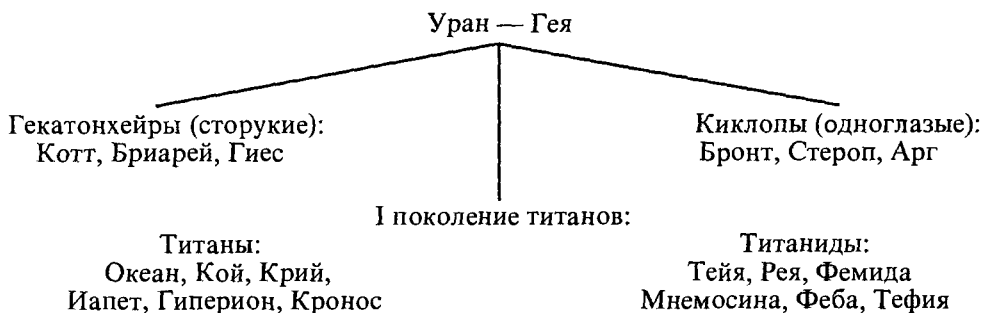 Уран — Гея
Гекатонхейры (сторукие):
Котт, Бриарей, Гиес
Киклопы (одноглазые):
Бронт, Стероп, Арг
I поколение титанов:
Титаны:
Океан, Кой, Крий,
Иапет, Гиперион, Кронос
Титаниды:
Тейя, Рея, Фемида
Мнемосина, Феба, Тефия